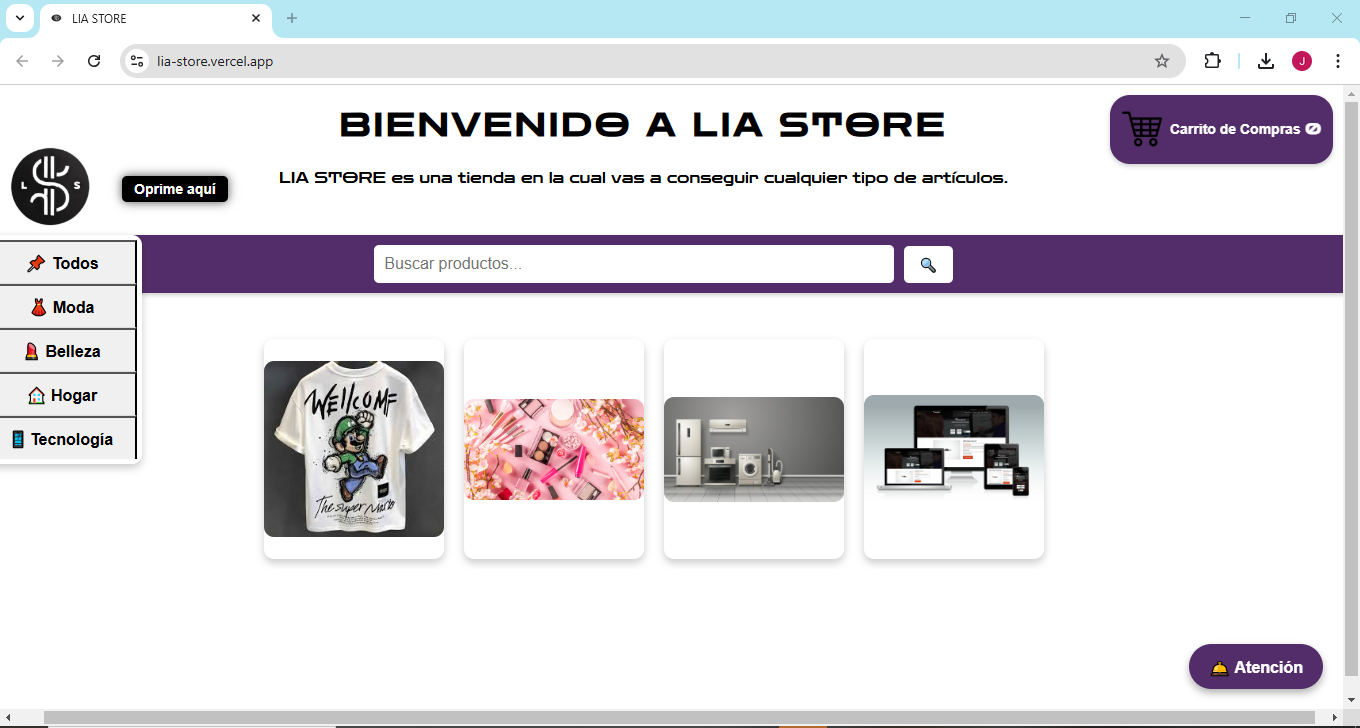 LIA STORE
lia-store.vercel.app
J
BIENVENIDO A LIA STORE
Carrito de Compras 0
L S
Oprime aquí
LIA STORE es una tienda en la cual vas a conseguir cualquier tipo de artículos.
Todos
Buscar productos...
Moda
Belleza
Hogar
Tecnología
WEllCOME
The super Mario
Atención